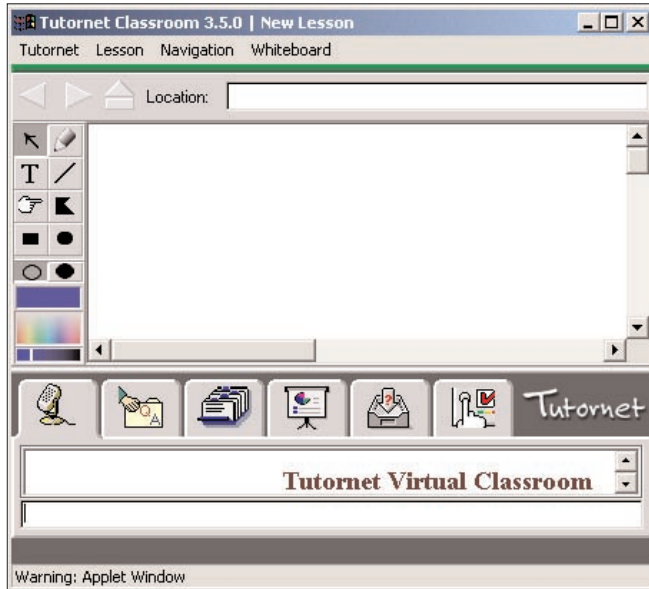 Tutornet Classroom 3.5.0 | New Lesson
Tutornet Lesson Navigation Whiteboard
Location:
T
Q
A
?
Tutornet
Tutornet Virtual Classroom
Warning: Applet Window